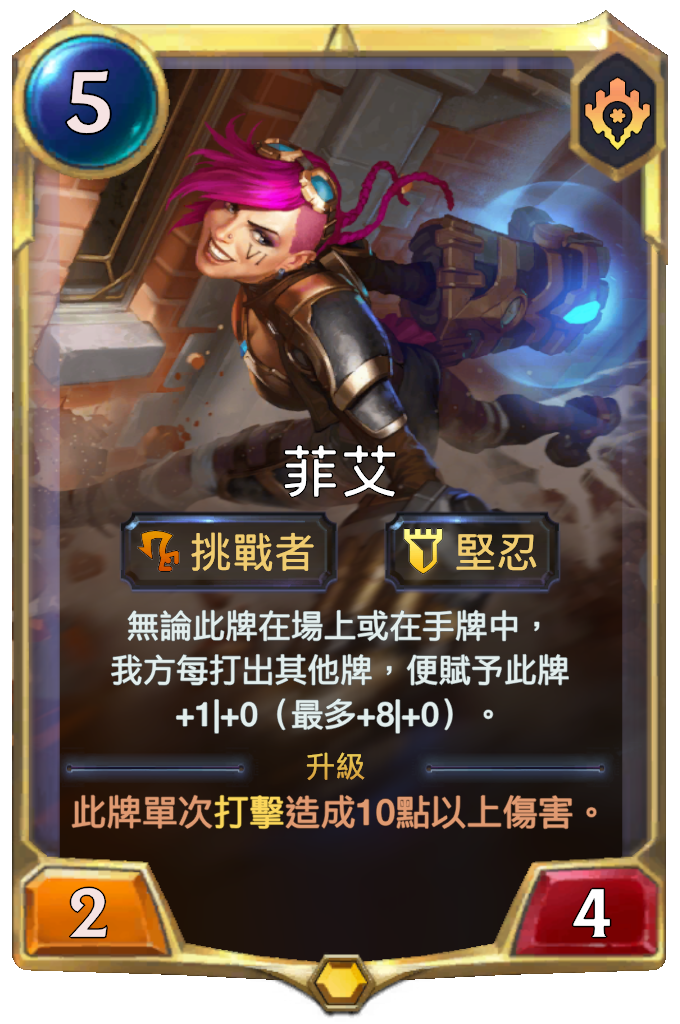 5
VI
菲艾
挑戰者
堅忍
無論此牌在場上或在手牌中，
我方每打出其他牌，便賦予此牌
+1|+0（最多+8|+0）。
升級
此牌單次打擊造成10點以上傷害。
2
4